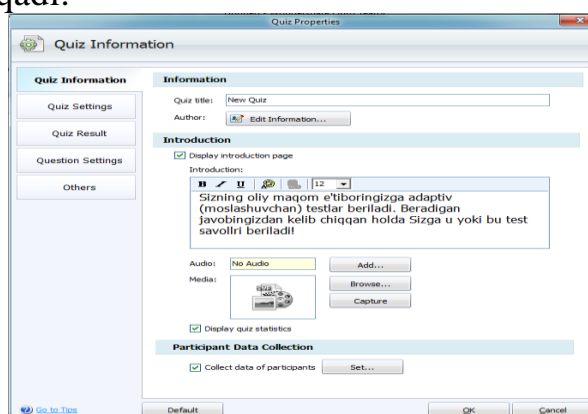 qadi.
Quiz Properties
Quiz Information
Quiz Information
Quiz Settings
Quiz Result
Question Settings
Others
Information
Quiz title: New Quiz
Author: Edit Information...
Introduction
Display introduction page
Introduction:
B I U 12
Sizning oliy maqom e'tiboringizga adaptiv
(moslashuvchan) testlar beriladi. Beradigan
javobingizdan kelib chiqqan holda Sizga u yoki bu test
savollri beriladi!
Audio: No Audio Add...
Media: Browse...
Capture
Display quiz statistics
Participant Data Collection
Collect data of participants Set...
Go to Tips Default OK Cancel